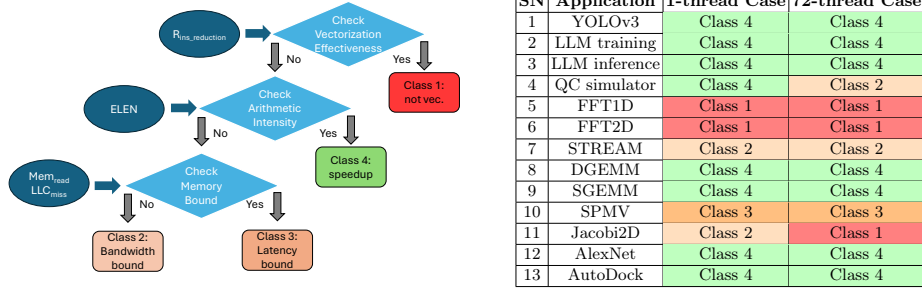 R_ins_reduction
Check
Vectorization
Effectiveness
No
Yes
Class 1:
not vec.
ELEN
Check
Arithmetic
Intensity
No
Yes
Class 4:
speedup
Mem_read
LLC_miss
Check
Memory
Bound
No
Yes
Class 2:
Bandwidth
bound
Class 3:
Latency
bound
SN Application 1-thread Case 72-thread Case
1 YOLOv3 Class 4 Class 4
2 LLM training Class 4 Class 4
3 LLM inference Class 4 Class 4
4 QC simulator Class 4 Class 2
5 FFT1D Class 1 Class 1
6 FFT2D Class 1 Class 1
7 STREAM Class 2 Class 2
8 DGEMM Class 4 Class 4
9 SGEMM Class 4 Class 4
10 SPMV Class 3 Class 3
11 Jacobi2D Class 2 Class 1
12 AlexNet Class 4 Class 4
13 AutoDock Class 4 Class 4